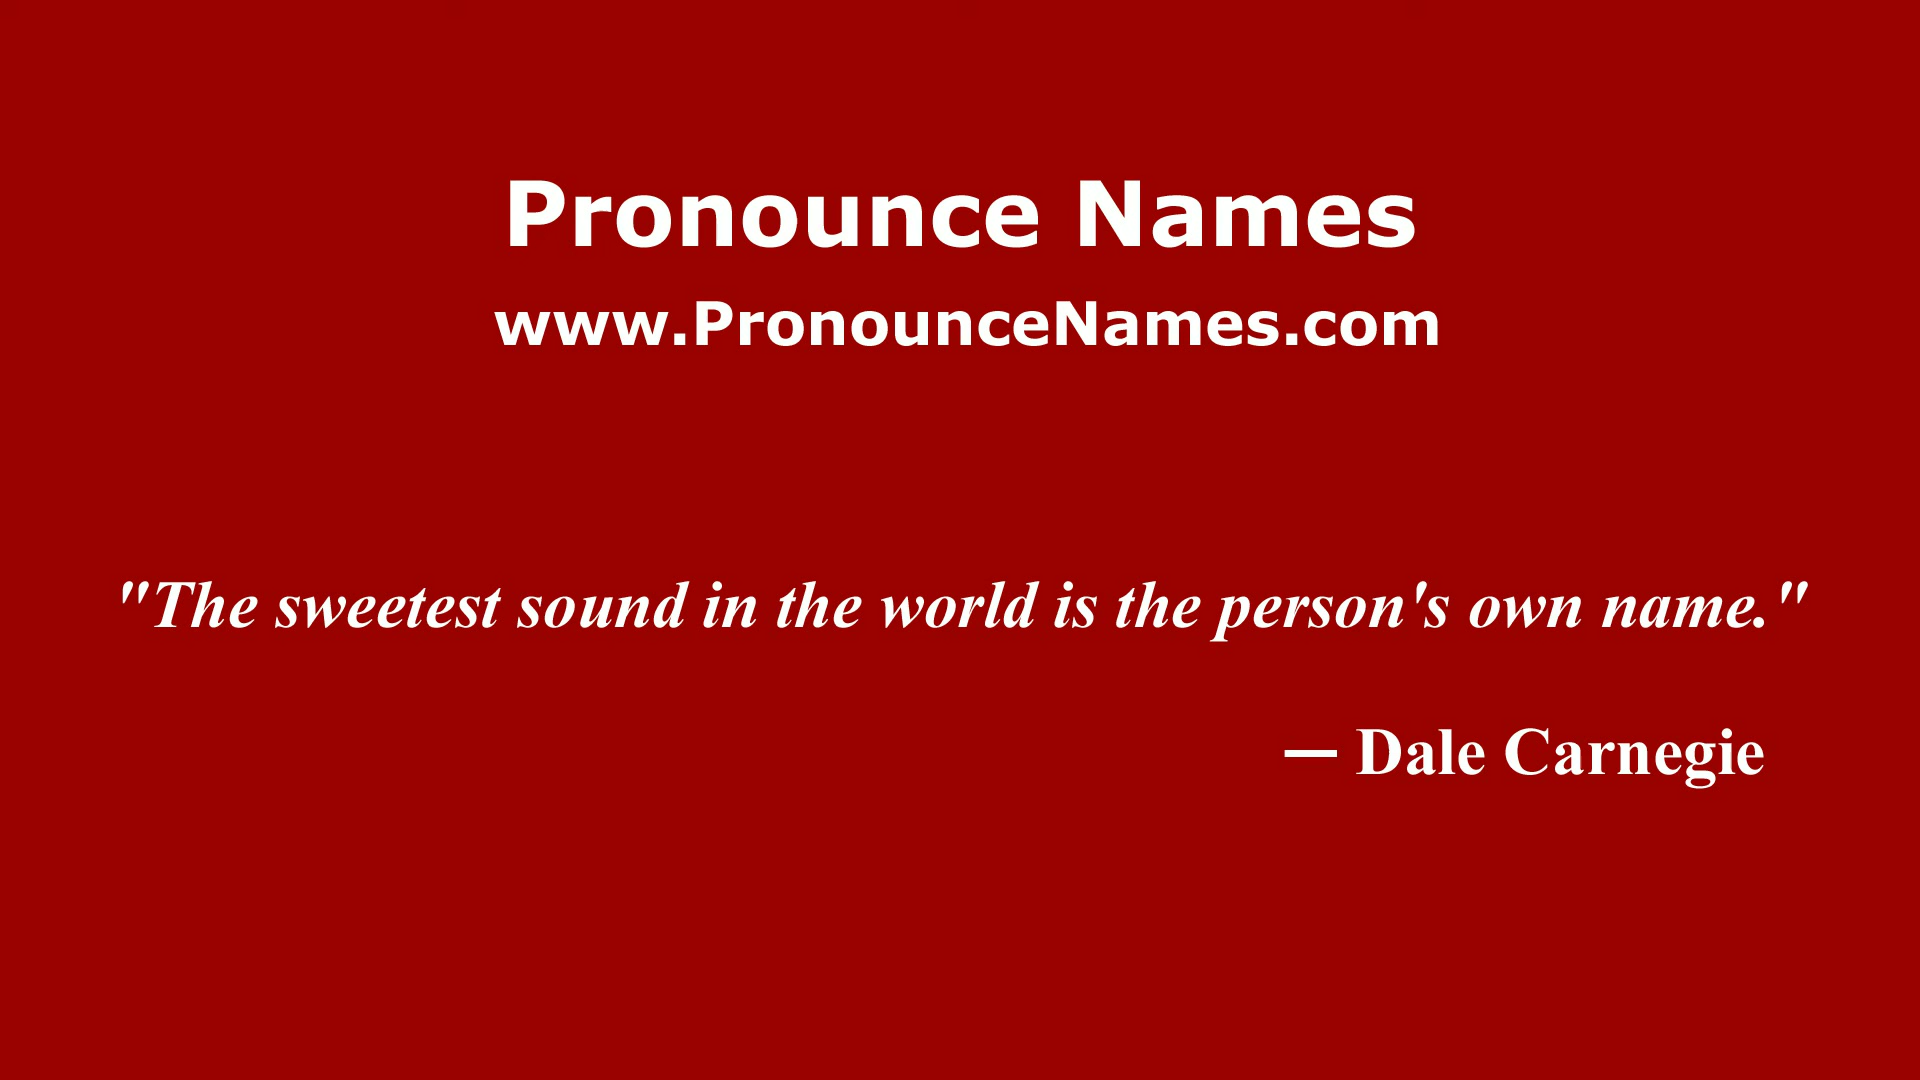 Pronounce Names
www.PronounceNames.com
"The sweetest sound in the world is the person's own name."
— Dale Carnegie